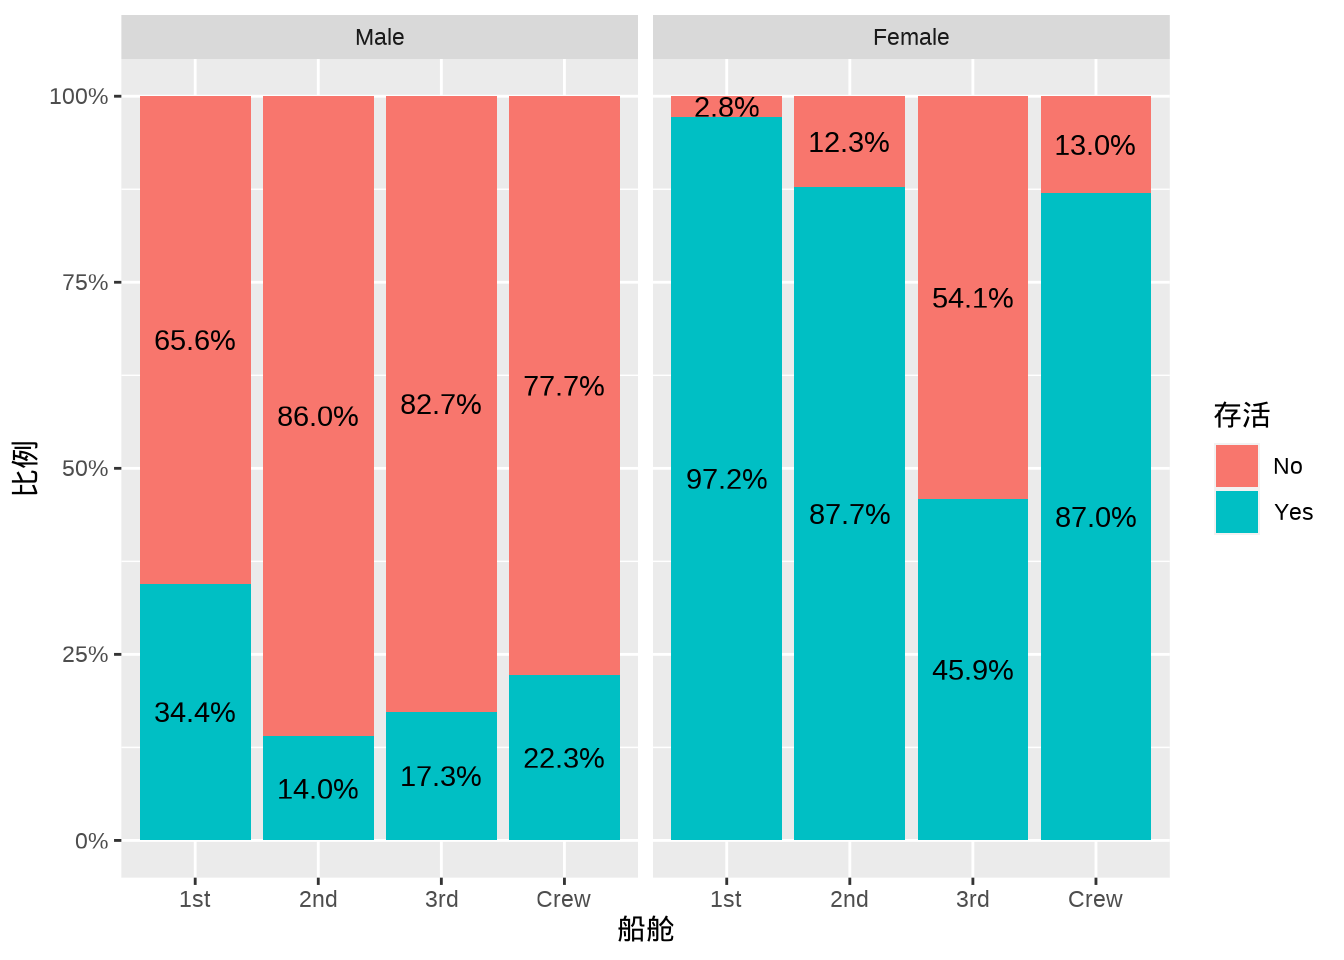 Male
Female
100%
75%
50%
25%
0%
比例
65.6%
34.4%
86.0%
14.0%
82.7%
17.3%
77.7%
22.3%
2.8%
97.2%
12.3%
87.7%
54.1%
45.9%
13.0%
87.0%
1st
2nd
3rd
Crew
1st
2nd
3rd
Crew
船舱
存活
No
Yes